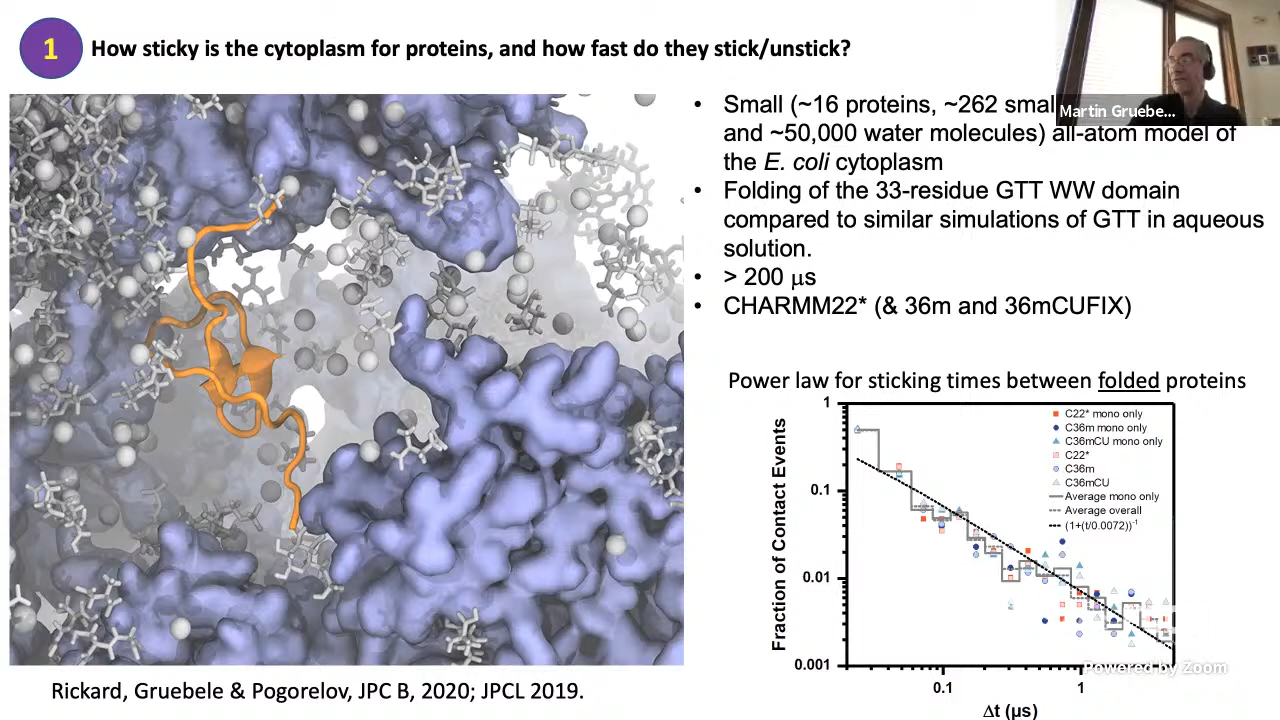 1
How sticky is the cytoplasm for proteins, and how fast do they stick/unstick?
Martin Gruebe...
• Small (~16 proteins, ~262 smal
and ~50,000 water molecules) all-atom model of
the E. coli cytoplasm
• Folding of the 33-residue GTT WW domain
compared to similar simulations of GTT in aqueous
solution.
• > 200 μs
• CHARMM22* (& 36m and 36mCUFIX)
Power law for sticking times between folded proteins
Fraction of Contact Events
1
0.1
0.01
0.001
C22* mono only
C36m mono only
C36mCU mono only
C22*
C36m
C36mCU
Average mono only
Average overall
(1+(t/0.0072))⁻¹
0.1
1
Δt (μs)
Powered by Zoom
Rickard, Gruebele & Pogorelov, JPC B, 2020; JPCL 2019.